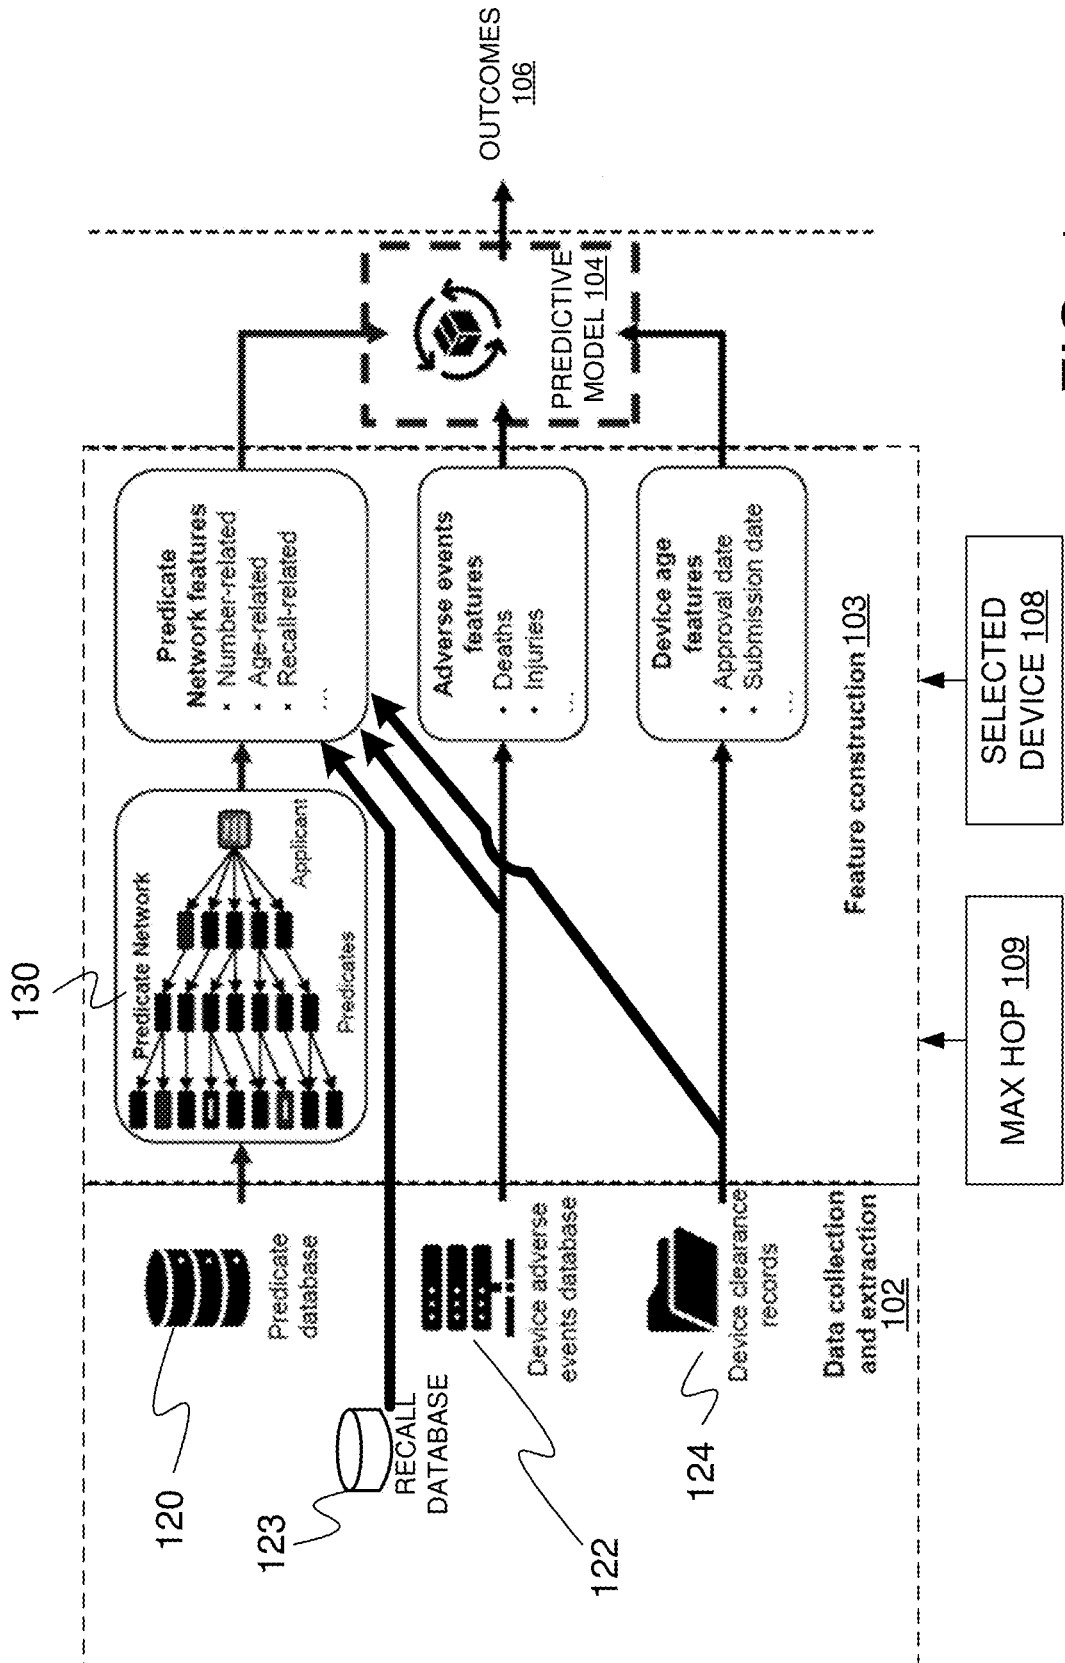 120
Predicate
database
123
RECALL
DATABASE
122
Device adverse
events database
124
Device clearance
records
Data collection
and extraction
102
130
Predicate Network
Predicates
Applicant
Predicate
Network features
• Number-related
• Age-related
• Recall-related
...
Adverse events
features
• Deaths
• Injuries
...
Device age
features
• Approval date
• Submission date
...
Feature construction 103
MAX HOP 109
SELECTED
DEVICE 108
PREDICTIVE
MODEL 104
OUTCOMES
106